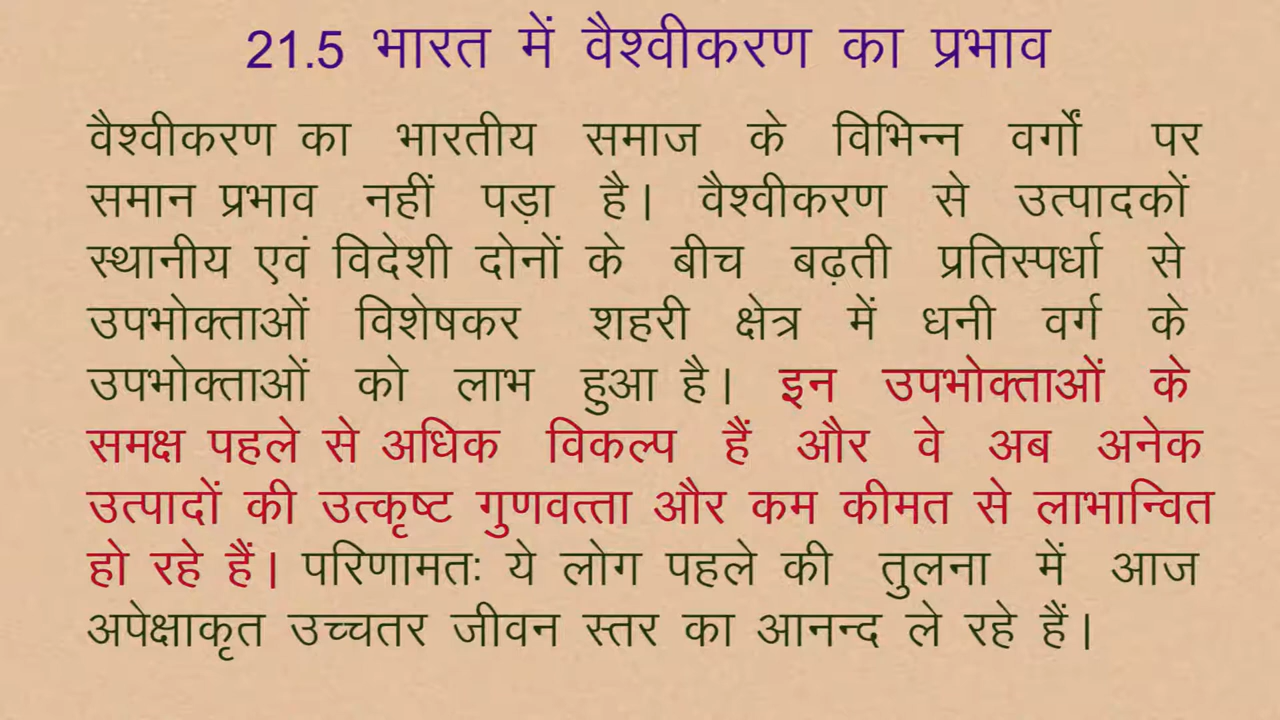 21.5 भारत में वैश्वीकरण का प्रभाव
वैश्वीकरण का भारतीय समाज के विभिन्न वर्गों पर
समान प्रभाव नहीं पड़ा है। वैश्वीकरण से उत्पादकों
स्थानीय एवं विदेशी दोनों के बीच बढ़ती प्रतिस्पर्धा से
उपभोक्ताओं विशेषकर शहरी क्षेत्र में धनी वर्ग के
उपभोक्ताओं को लाभ हुआ है। इन उपभोक्ताओं के
समक्ष पहले से अधिक विकल्प हैं और वे अब अनेक
उत्पादों की उत्कृष्ट गुणवत्ता और कम कीमत से लाभान्वित
हो रहे हैं। परिणामतः ये लोग पहले की तुलना में आज
अपेक्षाकृत उच्चतर जीवन स्तर का आनन्द ले रहे हैं।